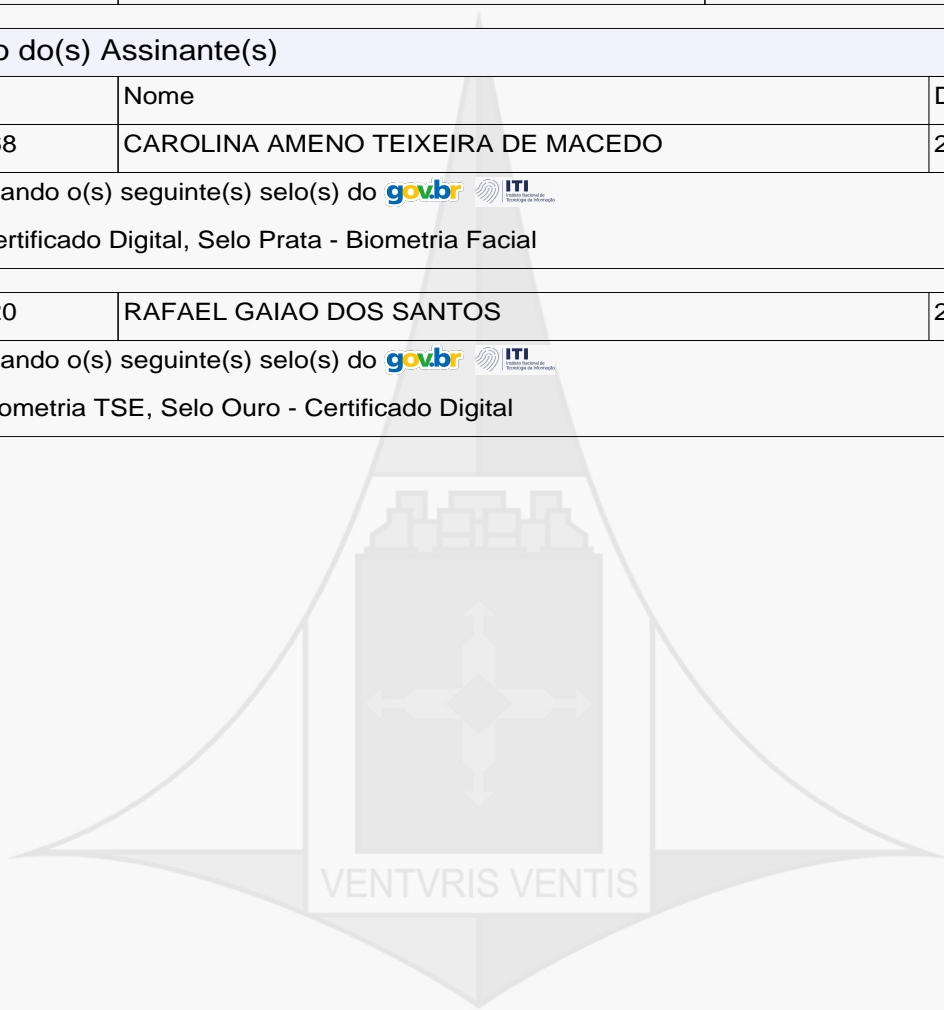 o do(s) Assinante(s)
Nome D
38 CAROLINA AMENO TEIXEIRA DE MACEDO 2
ando o(s) seguinte(s) selo(s) do gov.br ITI
ertificado Digital, Selo Prata - Biometria Facial
20 RAFAEL GAIAO DOS SANTOS 2
ando o(s) seguinte(s) selo(s) do gov.br ITI
ometria TSE, Selo Ouro - Certificado Digital
VENTVRIS VENTIS